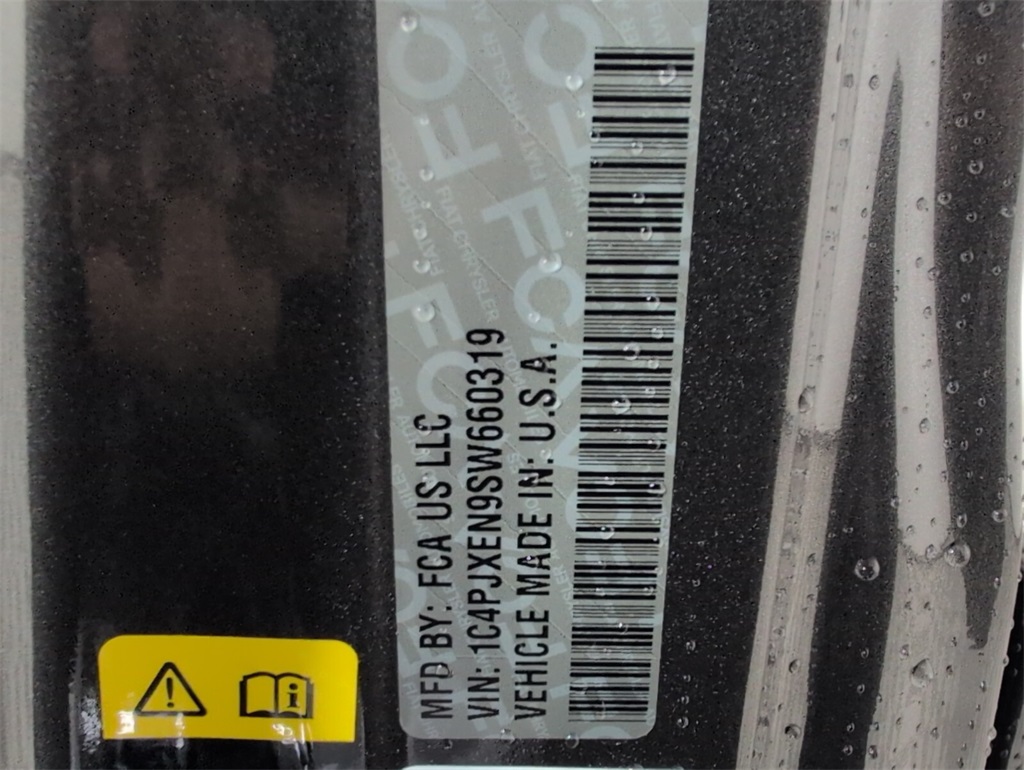 MFD BY: FCA US LLC
VIN: 1C4PJXEN9SW660319
VEHICLE MADE IN: U.S.A.